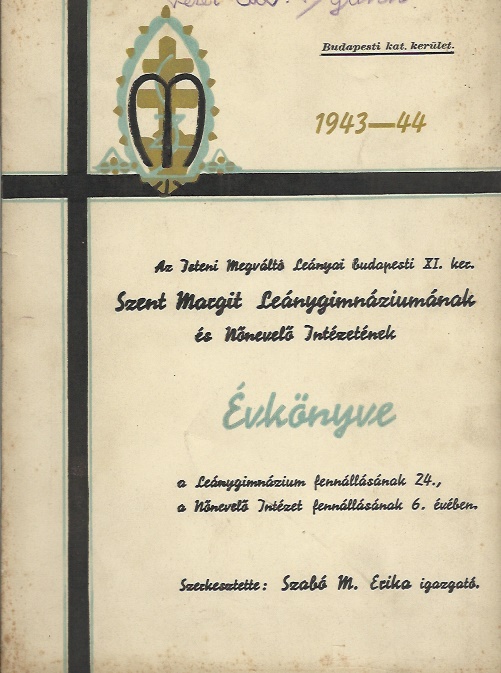 Budapesti kat. kerület.
1943—44
Az Isteni Megváltó Leányai budapesti XI. ker.
Szent Margit Leánygimnáziumának
és Nőnevelő Intézetének
Évkönyve
a Leánygimnázium fennállásának 24.,
a Nőnevelő Intézet fennállásának 6. évében.
Szerkesztette: Szabó M. Erika igazgató.